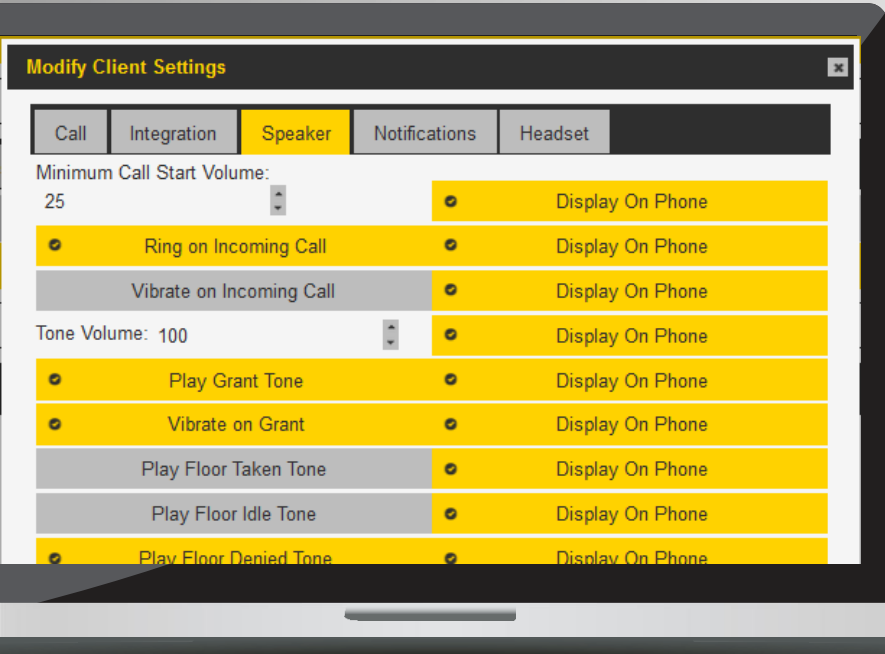 Modify Client Settings
Call Integration Speaker Notifications Headset
Minimum Call Start Volume:
25 Display On Phone
Ring on Incoming Call Display On Phone
Vibrate on Incoming Call Display On Phone
Tone Volume: 100 Display On Phone
Play Grant Tone Display On Phone
Vibrate on Grant Display On Phone
Play Floor Taken Tone Display On Phone
Play Floor Idle Tone Display On Phone
Play Floor Denied Tone Display On Phone